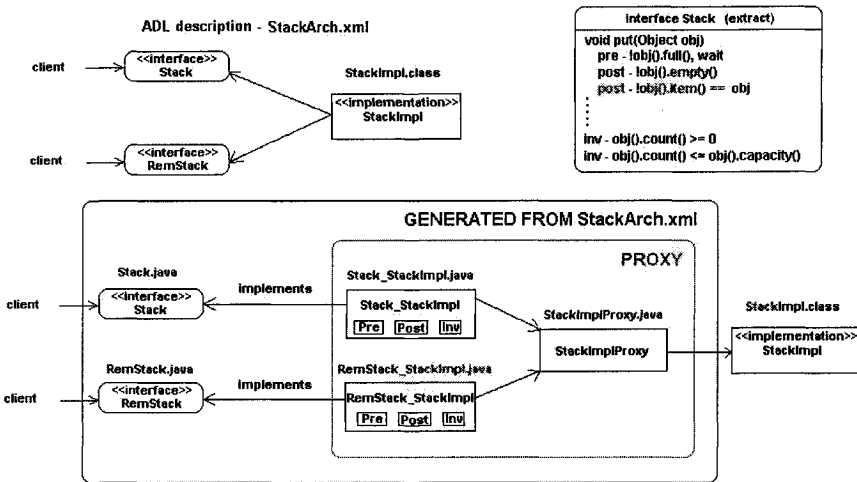 ADL description - StackArch.xml
client
<<interface>>
Stack
StackImpl.class
<<implementation>>
StackImpl
client
<<interface>>
RemStack
Interface Stack (extract)
void put(Object obj)
pre - !obj().full(), wait
post - !obj().empty()
post - !obj().item() == obj
inv - obj().count() >= 0
inv - obj().count() <= obj().capacity()
GENERATED FROM StackArch.xml
PROXY
Stack.java
client
<<interface>>
Stack
implements
Stack_StackImpl.java
Stack_StackImpl
Pre Post Inv
StackImplProxy.java
StackImplProxy
StackImpl.class
<<implementation>>
StackImpl
RemStack.java
client
<<interface>>
RemStack
implements
RemStack_StackImpl.java
RemStack_StackImpl
Pre Post Inv